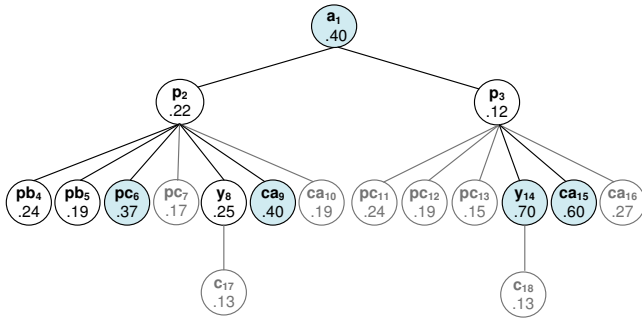 a₁
.40
p₂
.22
p₃
.12
pb₄
.24
pb₅
.19
pc₆
.37
pc₇
.17
y₈
.25
ca₉
.40
ca₁₀
.19
pc₁₁
.24
pc₁₂
.19
pc₁₃
.15
y₁₄
.70
ca₁₅
.60
ca₁₆
.27
c₁₇
.13
c₁₈
.13